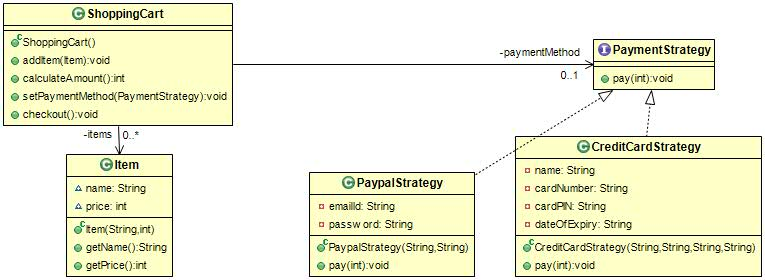 ShoppingCart
ShoppingCart()
addItem(Item):void
calculateAmount():int
setPaymentMethod(PaymentStrategy):void
checkout():void
-paymentMethod
0..1
PaymentStrategy
pay(int):void
-items
0..*
Item
name: String
price: int
Item(String,int)
getName():String
getPrice():int
PaypalStrategy
emailId: String
password: String
PaypalStrategy(String,String)
pay(int):void
CreditCardStrategy
name: String
cardNumber: String
cardPIN: String
dateOfExpiry: String
CreditCardStrategy(String,String,String,String)
pay(int):void